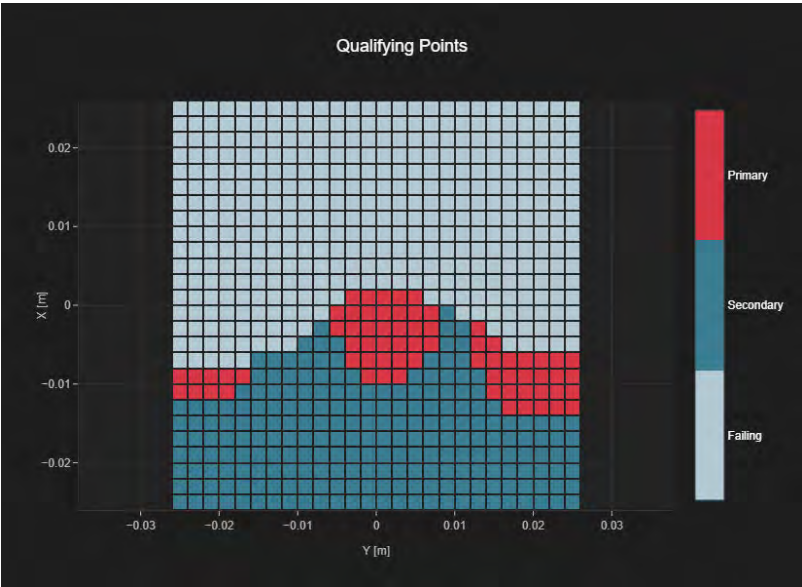 Qualifying Points
0.02
0.01
0
−0.01
−0.02
X [m]
−0.03
−0.02
−0.01
0
0.01
0.02
0.03
Y [m]
Primary
Secondary
Failing